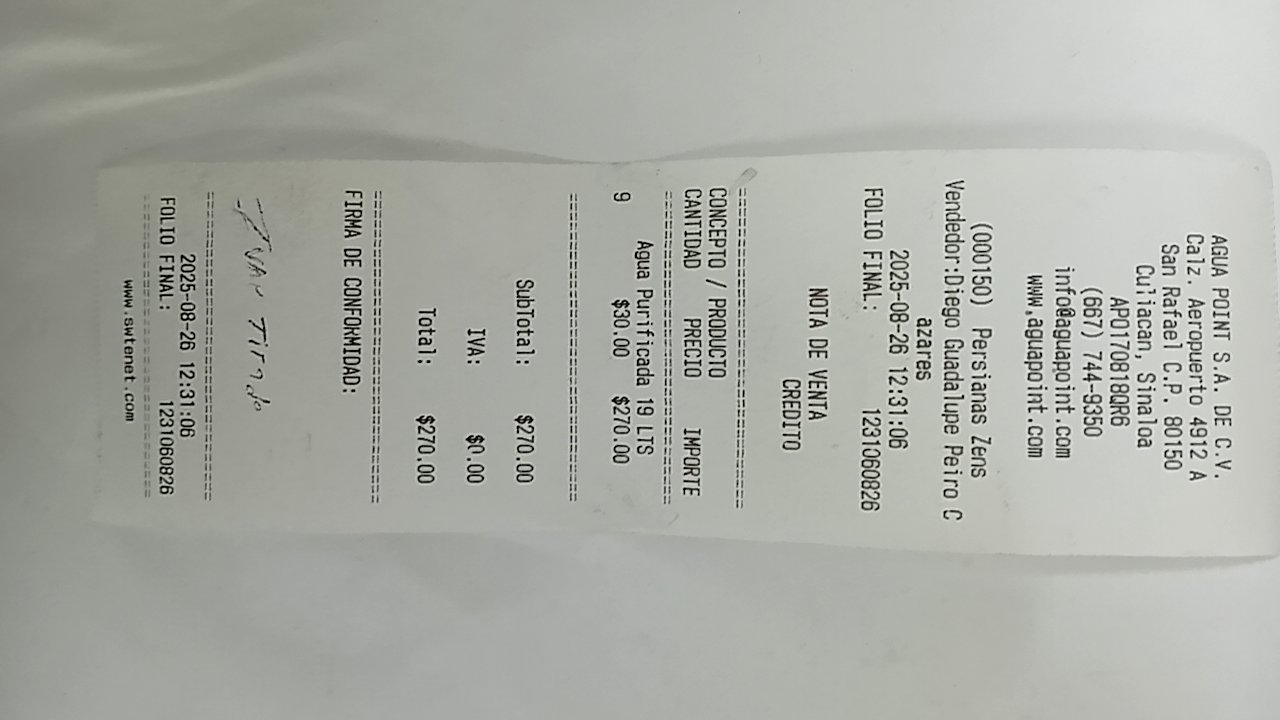 AGUA POINT S.A. DE C.V.
Calz. Aeropuerto 4912 A
San Rafael C.P. 80150
Culiacan, Sinaloa
APO170818QR6
(667) 744-9350
info@aguapoint.com
www.aguapoint.com
(000150) Persianas Zens
Vendedor:Diego Guadalupe Peiro C
azares
2025-08-26 12:31:06
FOLIO FINAL: 1231060826
NOTA DE VENTA
CREDITO
================================
CONCEPTO / PRODUCTO
CANTIDAD PRECIO IMPORTE
================================
Agua Purificada 19 LTS
9 $30.00 $270.00
================================
SubTotal: $270.00
IVA: $0.00
Total: $270.00
================================
FIRMA DE CONFORMIDAD:
================================
2025-08-26 12:31:06
FOLIO FINAL: 1231060826
================================
www.swtenet.com